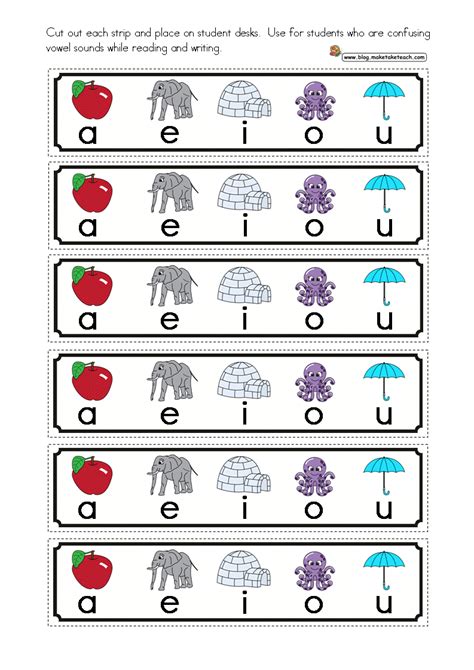 Cut out each strip and place on student desks. Use for students who are confusing
vowel sounds while reading and writing.
www.blog.maketaketeach.com
a e i o u
a e i o u
a e i o u
a e i o u
a e i o u
a e i o u